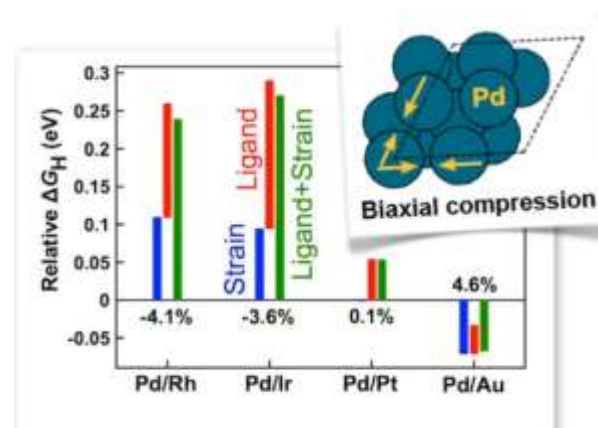 Relative ΔG_H (eV)
0.3
0.25
0.2
0.15
0.1
0.05
0
-0.05
Strain
Ligand
Ligand+Strain
-4.1%
-3.6%
0.1%
4.6%
Pd/Rh
Pd/Ir
Pd/Pt
Pd/Au
Pd
Biaxial compression